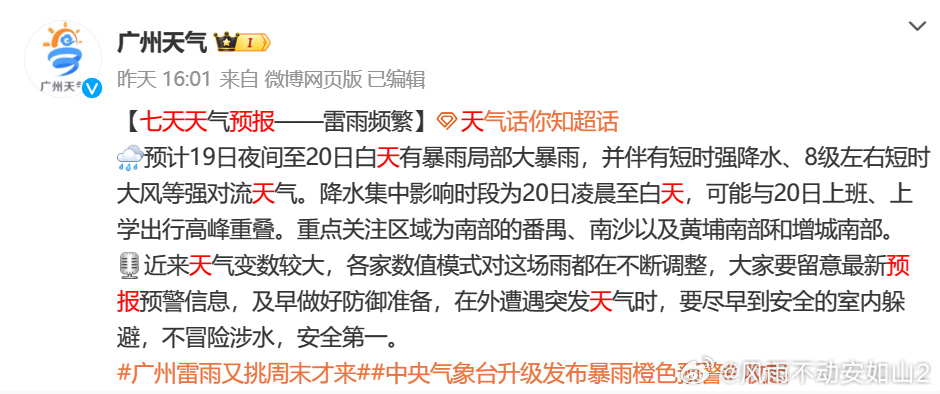 广州天气
I
昨天 16:01 来自 微博网页版 已编辑
广州天气
【七天天气预报——雷雨频繁】天气话你知超话
预计19日夜间至20日白天有暴雨局部大暴雨，并伴有短时强降水、8级左右短时
大风等强对流天气。降水集中影响时段为20日凌晨至白天，可能与20日上班、上
学出行高峰重叠。重点关注区域为南部的番禺、南沙以及黄埔南部和增城南部。
近来天气变数较大，各家数值模式对这场雨都在不断调整，大家要留意最新预
报预警信息，及早做好防御准备，在外遭遇突发天气时，要尽早到安全的室内躲
避，不冒险涉水，安全第一。
#广州雷雨又挑周末才来##中央气象台升级发布暴雨橙色预警# 收起
@风雨不动安如山2